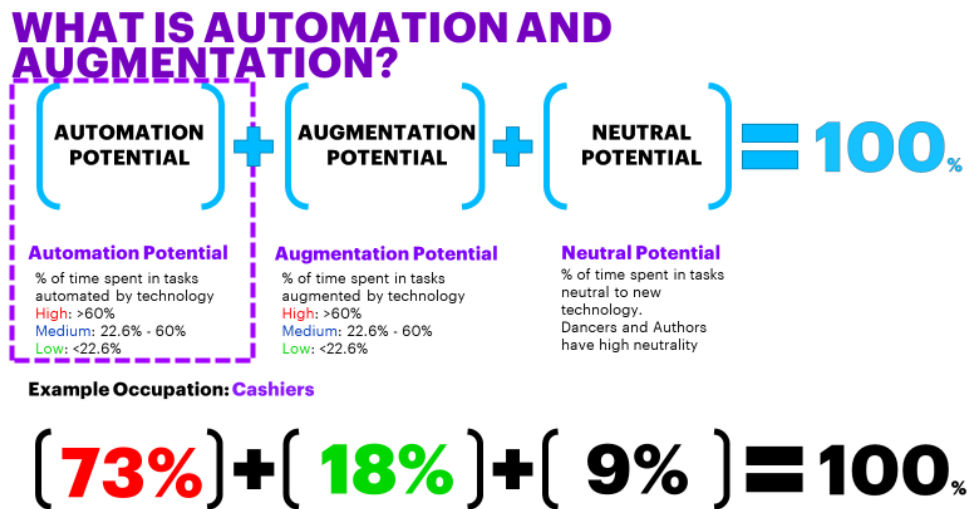 WHAT IS AUTOMATION AND
AUGMENTATION?
AUTOMATION
POTENTIAL
+
AUGMENTATION
POTENTIAL
+
NEUTRAL
POTENTIAL
= 100%
Automation Potential
% of time spent in tasks
automated by technology
High: >60%
Medium: 22.6% - 60%
Low: <22.6%
Augmentation Potential
% of time spent in tasks
augmented by technology
High: >60%
Medium: 22.6% - 60%
Low: <22.6%
Neutral Potential
% of time spent in tasks
neutral to new
technology.
Dancers and Authors
have high neutrality
Example Occupation: Cashiers
(73%) + (18%) + (9%) = 100%